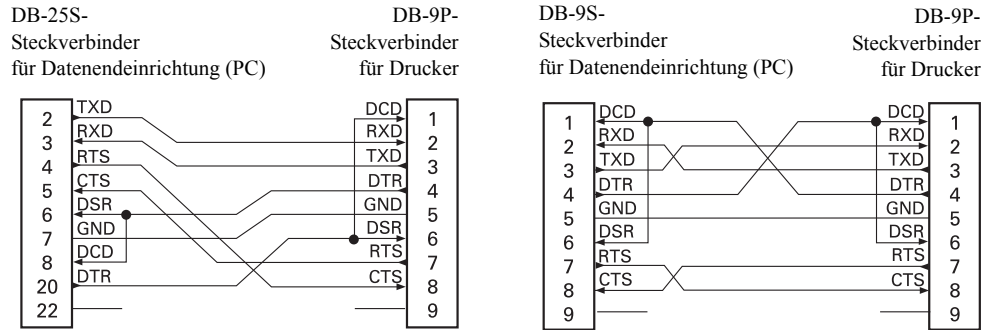 DB-25S-
Steckverbinder
für Datenendeinrichtung (PC)
DB-9P-
Steckverbinder
für Drucker
2 TXD
3 RXD
4 RTS
5 CTS
6 DSR
7 GND
8 DCD
20 DTR
22
DCD 1
RXD 2
TXD 3
DTR 4
GND 5
DSR 6
RTS 7
CTS 8
9
DB-9S-
Steckverbinder
für Datenendeinrichtung (PC)
DB-9P-
Steckverbinder
für Drucker
1 DCD
2 RXD
3 TXD
4 DTR
5 GND
6 DSR
7 RTS
8 CTS
9
DCD 1
RXD 2
TXD 3
DTR 4
GND 5
DSR 6
RTS 7
CTS 8
9